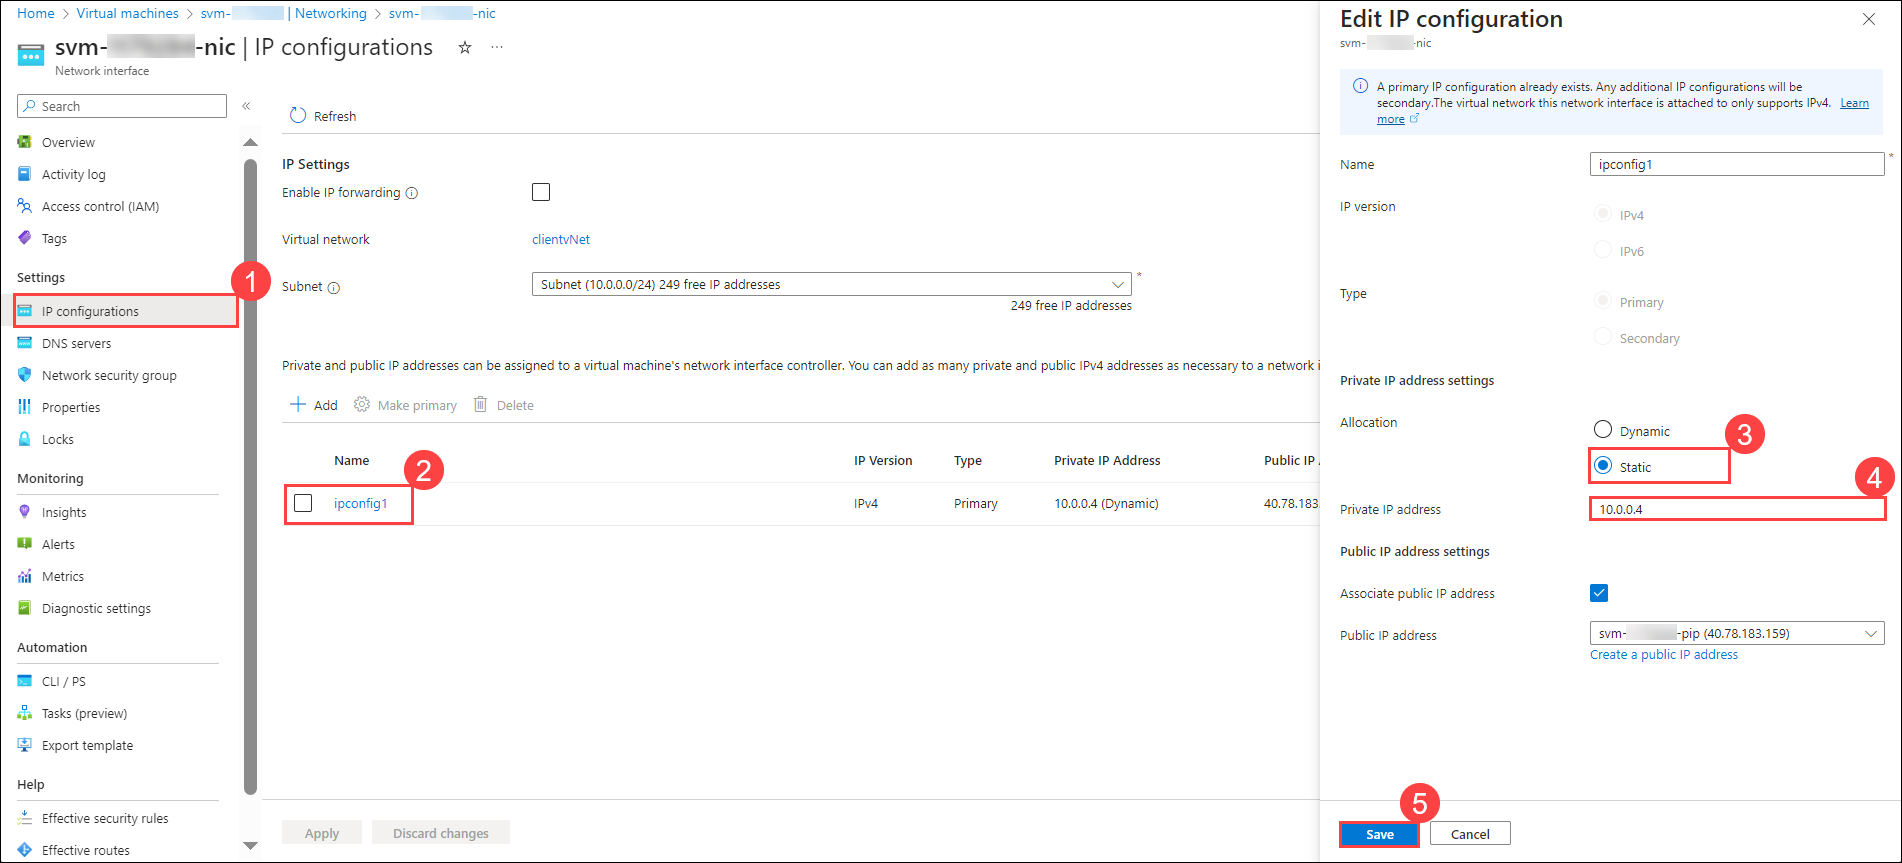 Home > Virtual machines > svm- | Networking > svm- -nic
svm- -nic | IP configurations
Network interface
Search
Overview
Activity log
Access control (IAM)
Tags
Settings
1
IP configurations
DNS servers
Network security group
Properties
Locks
Monitoring
Insights
Alerts
Metrics
Diagnostic settings
Automation
CLI / PS
Tasks (preview)
Export template
Help
Effective security rules
Effective routes
Refresh
IP Settings
Enable IP forwarding
Virtual network clientvNet
Subnet Subnet (10.0.0.0/24) 249 free IP addresses *
249 free IP addresses
Private and public IP addresses can be assigned to a virtual machine's network interface controller. You can add as many private and public IPv4 addresses as necessary to a network i
Add Make primary Delete
Name IP Version Type Private IP Address Public IP
2
ipconfig1 IPv4 Primary 10.0.0.4 (Dynamic) 40.78.183.
Apply Discard changes
Edit IP configuration
svm- -nic
A primary IP configuration already exists. Any additional IP configurations will be
secondary.The virtual network this network interface is attached to only supports IPv4. Learn
more
Name ipconfig1 *
IP version IPv4
IPv6
Type Primary
Secondary
Private IP address settings
Allocation Dynamic
3
Static
4
Private IP address 10.0.0.4
Public IP address settings
Associate public IP address
Public IP address svm- -pip (40.78.183.159)
Create a public IP address
5
Save Cancel